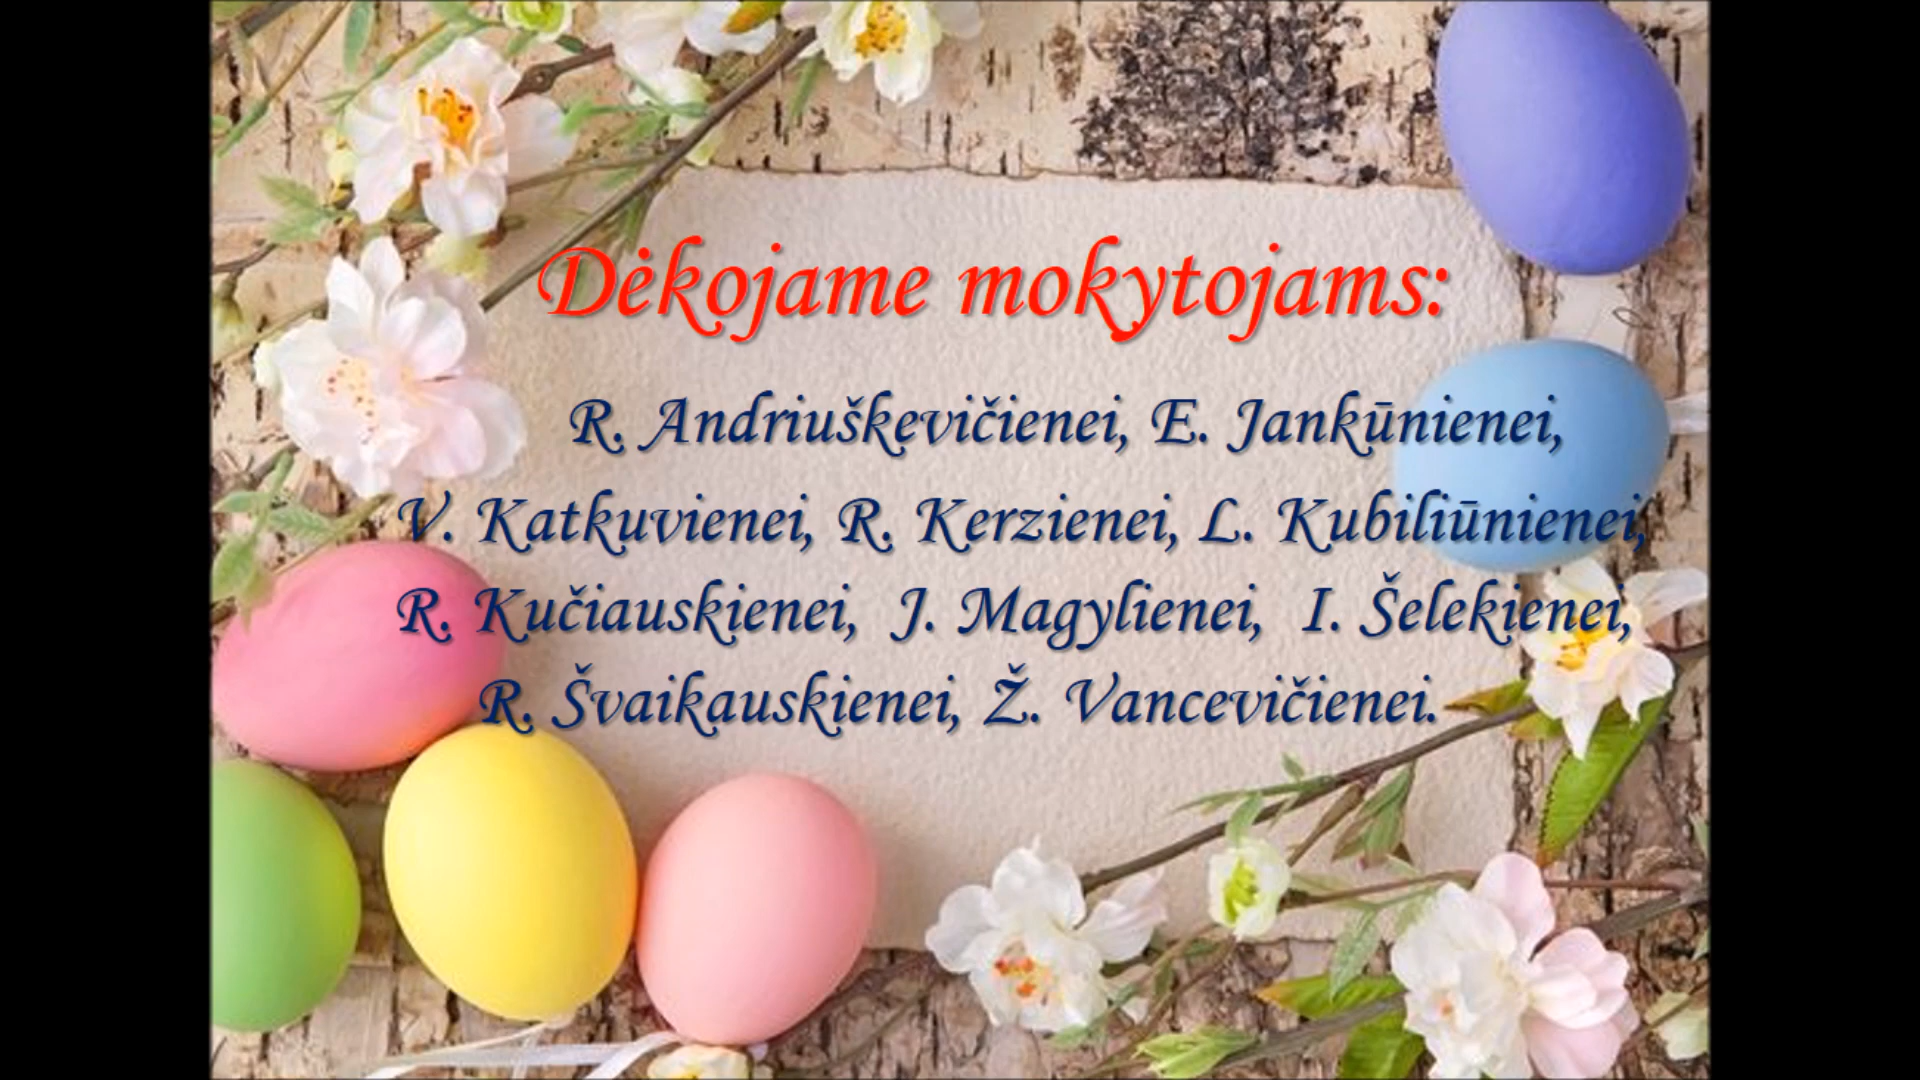 Dėkojame mokytojams:
R. Andriuškevičienei, E. Jankūnienei,
V. Katkuvienei, R. Kerzienei, L. Kubiliūnienei,
R. Kučiauskienei, J. Magylienei, I. Šelekienei,
R. Švaikauskienei, Ž. Vancevičienei.